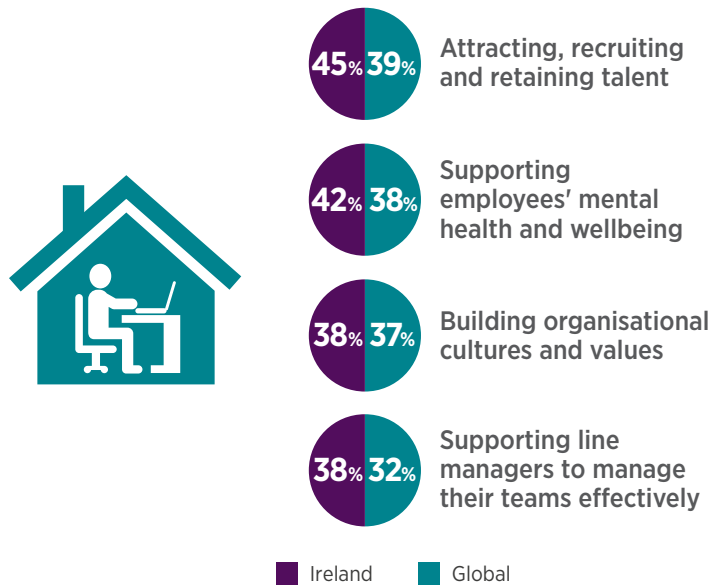 45% 39%
Attracting, recruiting
and retaining talent
42% 38%
Supporting
employees' mental
health and wellbeing
38% 37%
Building organisational
cultures and values
38% 32%
Supporting line
managers to manage
their teams effectively
Ireland
Global